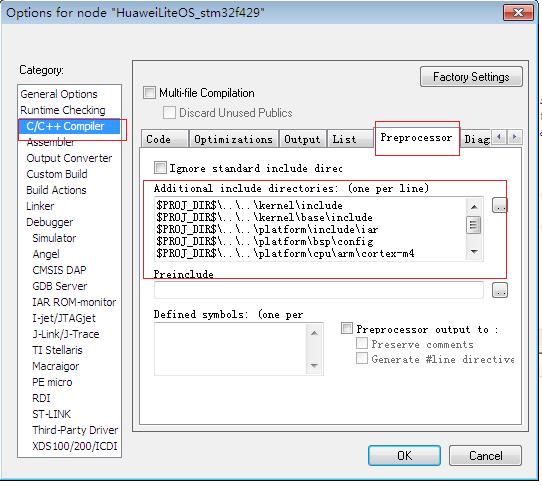 Options for node "HuaweiLiteOS_stm32f429"
Category:
General Options
Runtime Checking
C/C++ Compiler
Assembler
Output Converter
Custom Build
Build Actions
Linker
Debugger
Simulator
Angel
CMSIS DAP
GDB Server
IAR ROM-monitor
I-jet/JTAGjet
J-Link/J-Trace
TI Stellaris
Macraigor
PE micro
RDI
ST-LINK
Third-Party Driver
XDS100/200/ICDI
Factory Settings
Multi-file Compilation
Discard Unused Publics
Code Optimizations Output List Preprocessor Diag
Ignore standard include direc
Additional include directories: (one per line)
$PROJ_DIR$\..\..\kernel\include
$PROJ_DIR$\..\..\kernel\base\include
$PROJ_DIR$\..\..\platform\include\iar
$PROJ_DIR$\..\..\platform\bsp\config
$PROJ_DIR$\..\..\platform\cpu\arm\cortex-m4
...
Preinclude
...
Defined symbols: (one per
Preprocessor output to :
Preserve comments
Generate #line directive
OK
Cancel